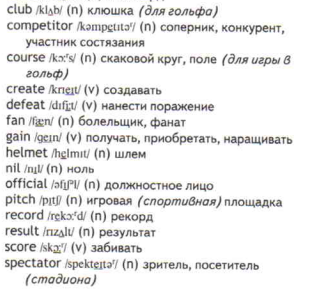 club /klʌb/ (n) клюшка (для гольфа)
competitor /kəmpetɪtəʳ/ (n) соперник, конкурент,
участник состязания
course /kɔːʳs/ (n) скаковой круг, поле (для игры в
гольф)
create /krieɪt/ (v) создавать
defeat /dɪfiːt/ (v) нанести поражение
fan /fæn/ (n) болельщик, фанат
gain /geɪn/ (v) получать, приобретать, наращивать
helmet /helmɪt/ (n) шлем
nil /nɪl/ (n) ноль
official /əfɪʃᵊl/ (n) должностное лицо
pitch /pɪtʃ/ (n) игровая (спортивная) площадка
record /rekɔːʳd/ (n) рекорд
result /rɪzʌlt/ (n) результат
score /skɔːʳ/ (v) забивать
spectator /spekteɪtəʳ/ (n) зритель, посетитель
(стадиона)